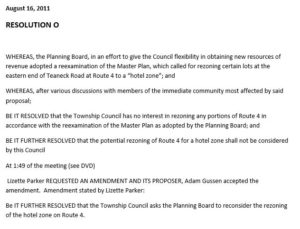 August 16, 2011
RESOLUTION O
WHEREAS, the Planning Board, in an effort to give the Council flexibility in obtaining new resources of
revenue adopted a reexamination of the Master Plan, which called for rezoning certain lots at the
eastern end of Teaneck Road at Route 4 to a “hotel zone”; and
WHEREAS, after various discussions with members of the immediate community most affected by said
proposal;
BE IT RESOLVED that the Township Council has no interest in rezoning any portions of Route 4 in
accordance with the reexamination of the Master Plan as adopted by the Planning Board; and
BE IT FURTHER RESOLVED that the potential rezoning of Route 4 for a hotel zone shall not be considered
by this Council
At 1:49 of the meeting (see DVD)
Lizette Parker REQUESTED AN AMENDMENT AND ITS PROPOSER, Adam Gussen accepted the
amendment. Amendment stated by Lizette Parker:
Be IT FURTHER RESOLVED that the Township Council asks the Planning Board to reconsider the rezoning
of the hotel zone on Route 4.